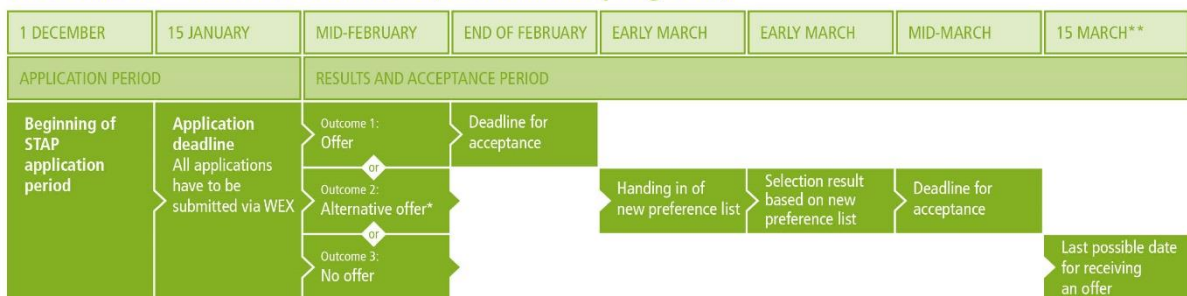 1 DECEMBER
15 JANUARY
MID-FEBRUARY
END OF FEBRUARY
EARLY MARCH
EARLY MARCH
MID-MARCH
15 MARCH**
APPLICATION PERIOD
RESULTS AND ACCEPTANCE PERIOD
Beginning of
STAP
application
period
Application
deadline
All applications
have to be
submitted via WEX
Outcome 1:
Offer
or
Outcome 2:
Alternative offer*
or
Outcome 3:
No offer
Deadline for
acceptance
Handing in of
new preference list
Selection result
based on new
preference list
Deadline for
acceptance
Last possible date
for receiving
an offer